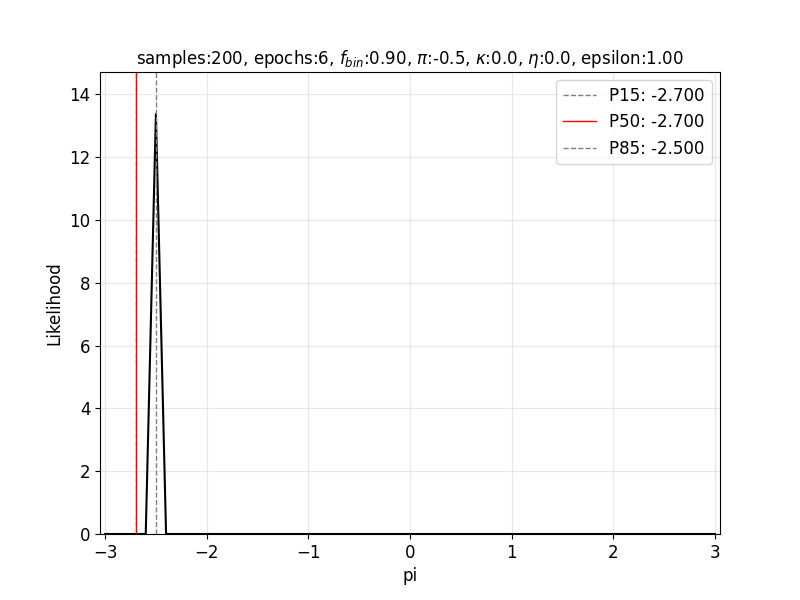 samples:200, epochs:6, f_bin:0.90, π:-0.5, κ:0.0, η:0.0, epsilon:1.00
P15: -2.700
P50: -2.700
P85: -2.500
14
12
10
8
6
4
2
0
Likelihood
−3 −2 −1 0 1 2 3
pi